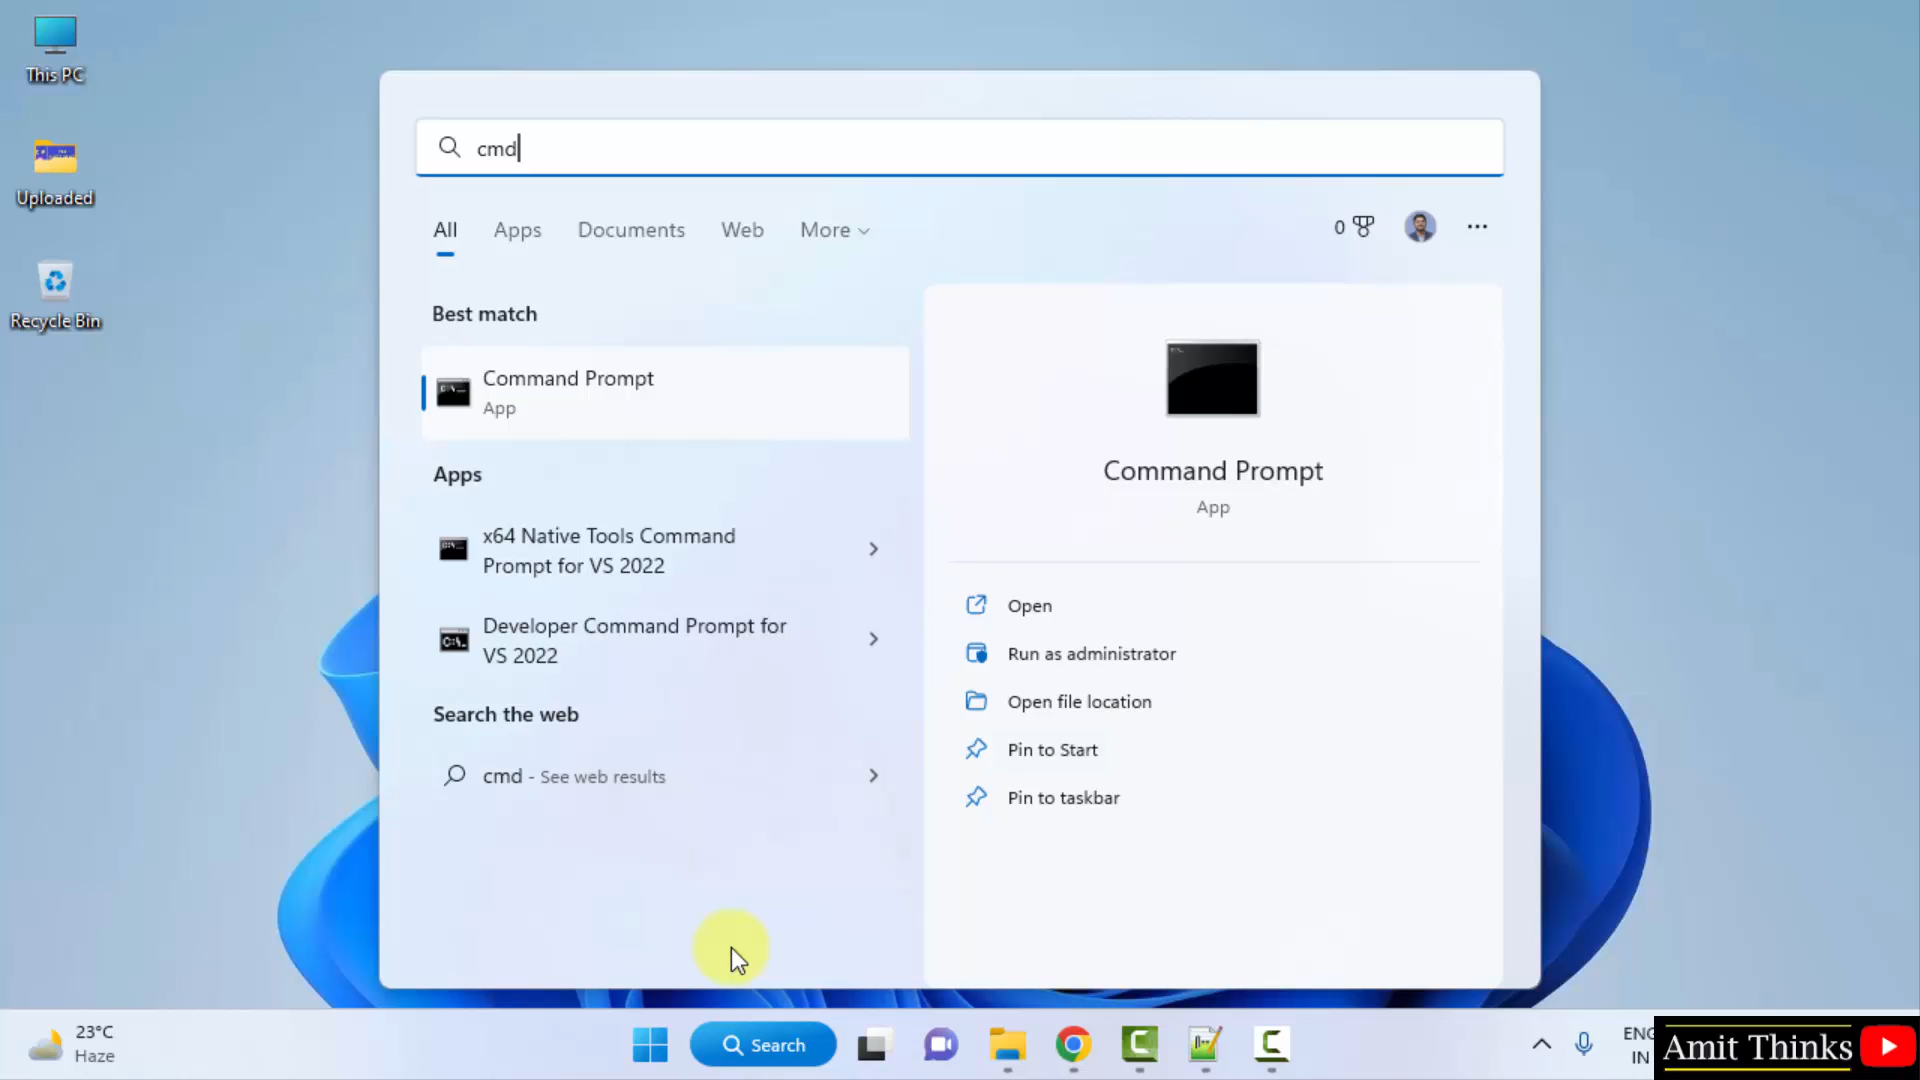 This PC
Uploaded
Recycle Bin
cmd
All Apps Documents Web More
0
Best match
Command Prompt
App
Apps
x64 Native Tools Command
Prompt for VS 2022
Developer Command Prompt for
VS 2022
Search the web
cmd - See web results
Command Prompt
App
Open
Run as administrator
Open file location
Pin to Start
Pin to taskbar
23°C
Haze
Search
ENG
IN
Amit Thinks